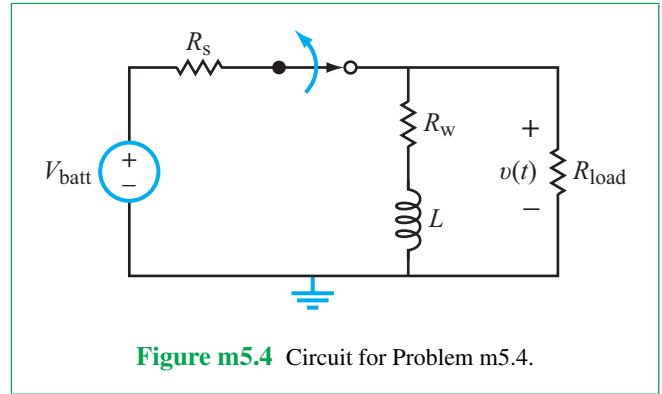 Rs
+
−
Vbatt
Rw
L
+
υ(t)
−
Rload
Figure m5.4 Circuit for Problem m5.4.